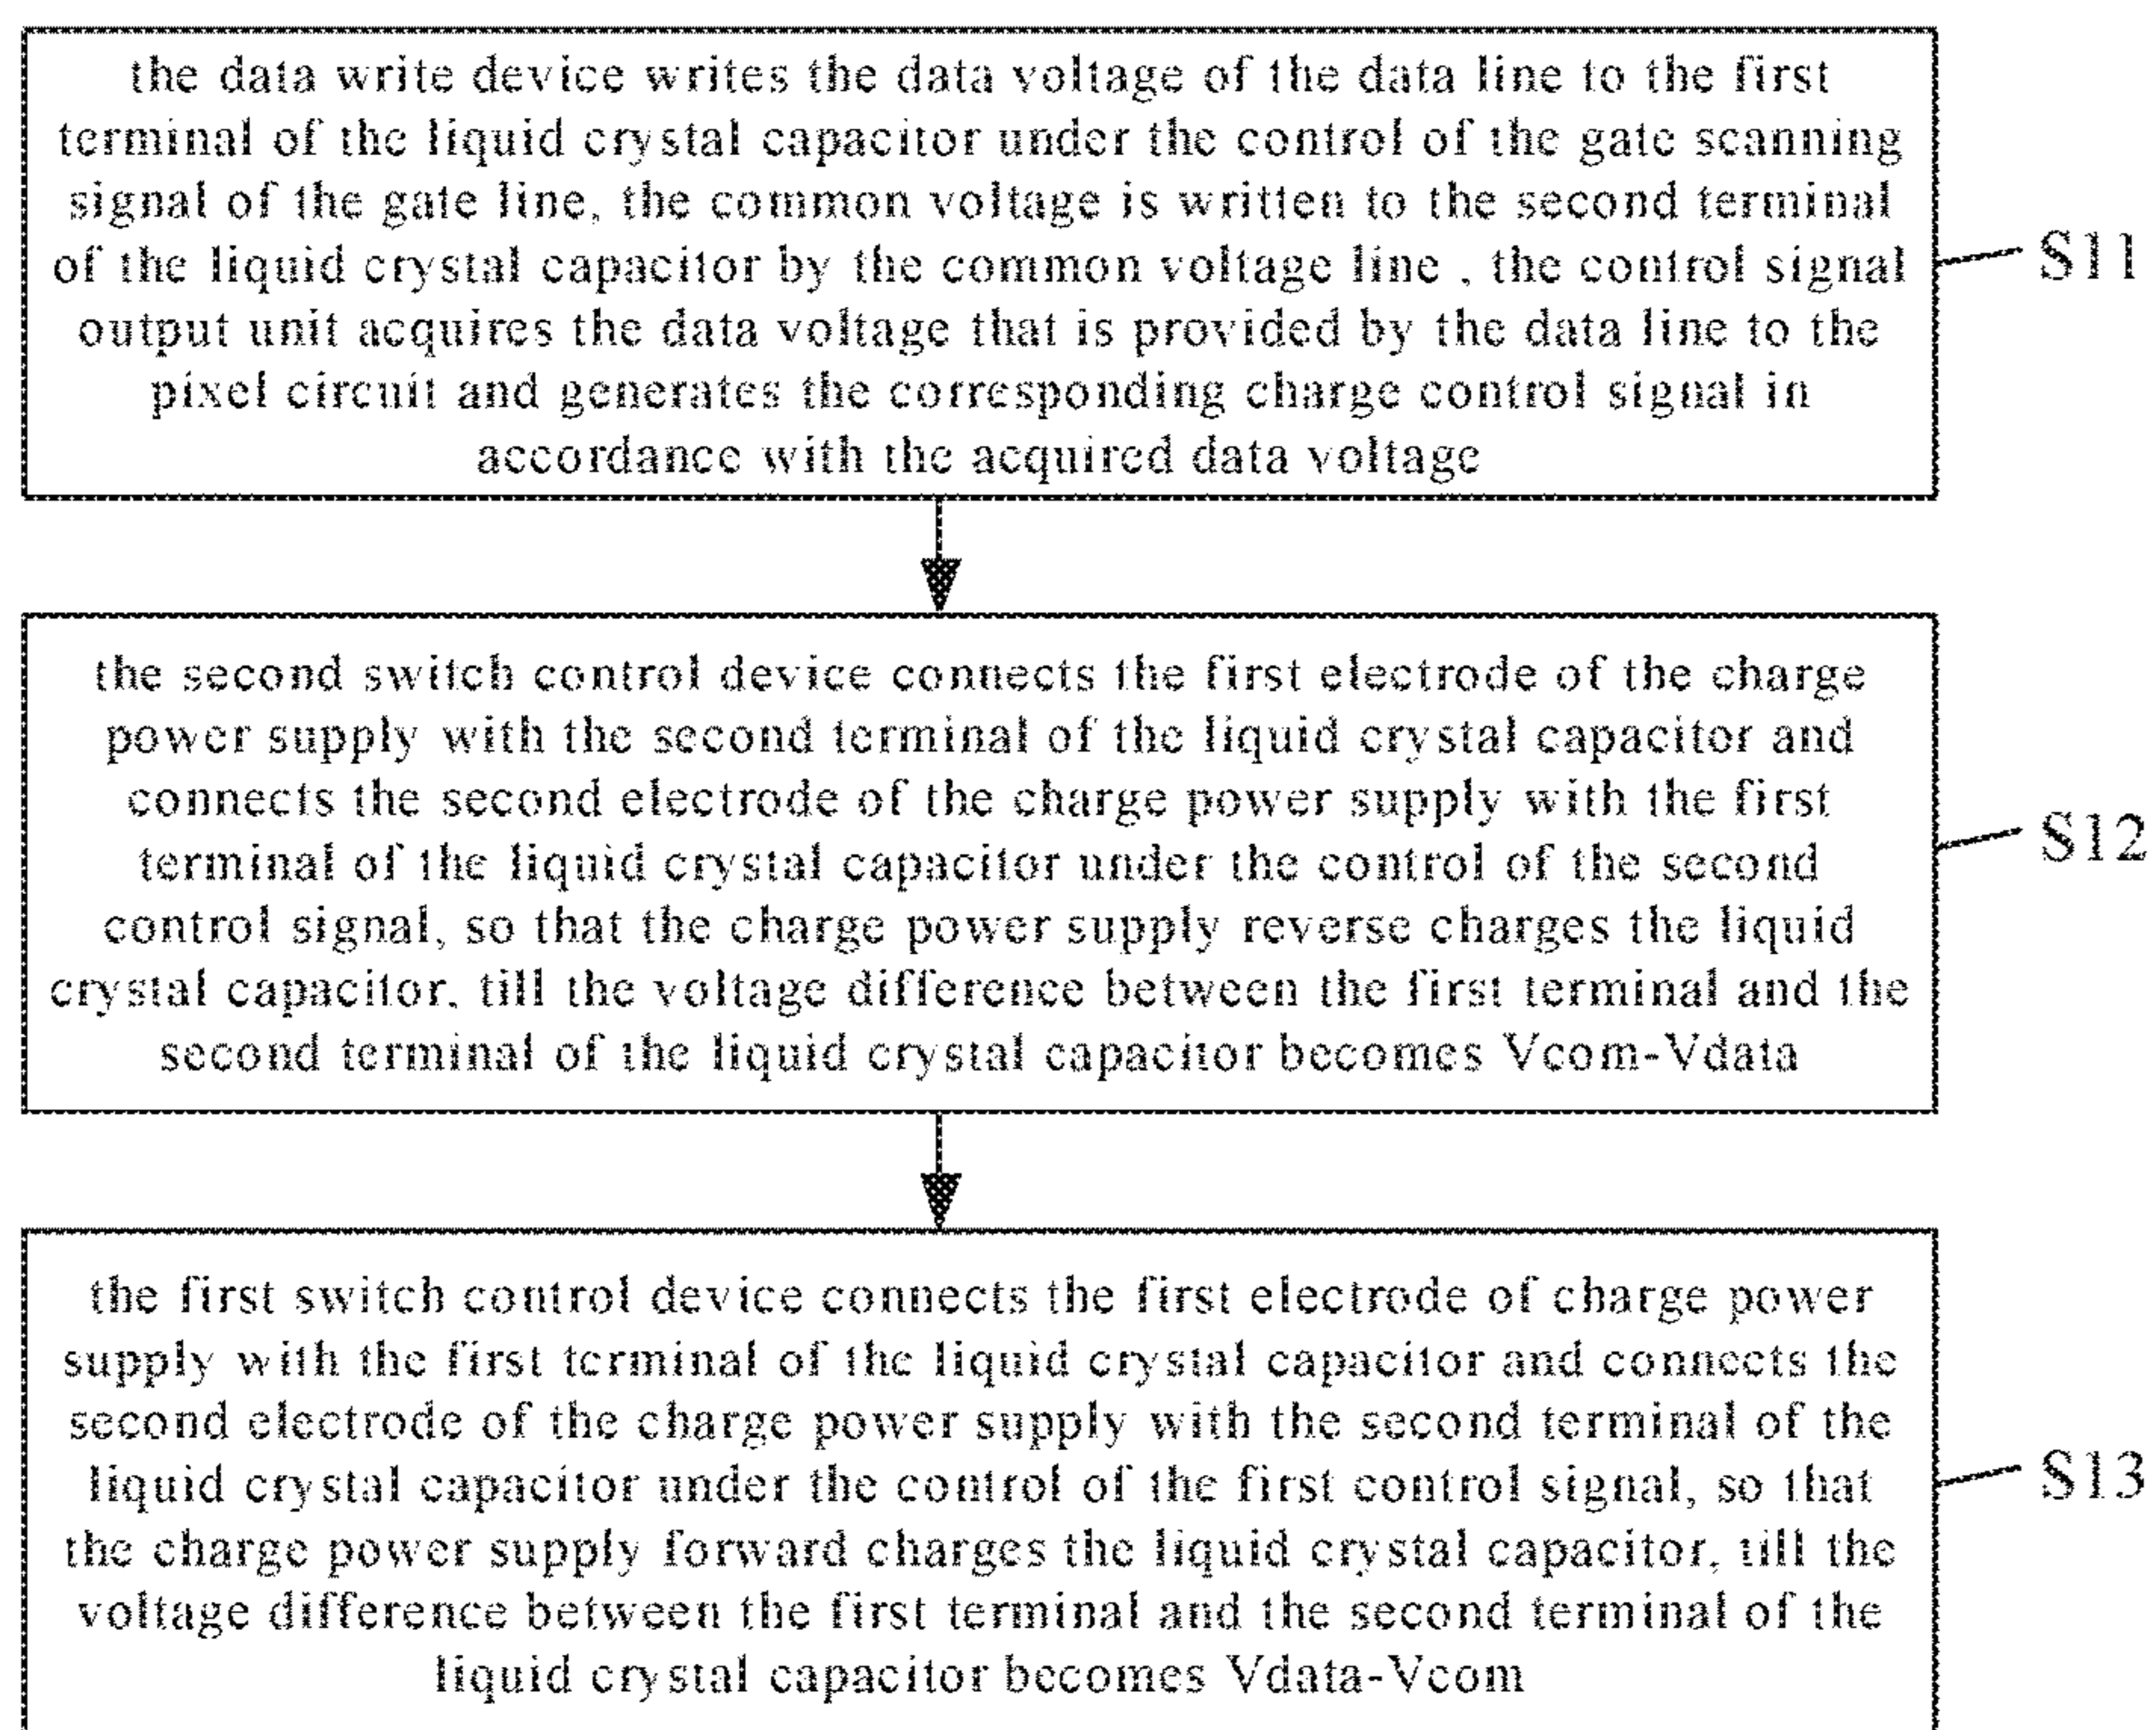 the data write device writes the data voltage of the data line to the first
terminal of the liquid crystal capacitor under the control of the gate scanning
signal of the gate line, the common voltage is written to the second terminal
of the liquid crystal capacitor by the common voltage line , the control signal
output unit acquires the data voltage that is provided by the data line to the
pixel circuit and generates the corresponding charge control signal in
accordance with the acquired data voltage
S11
the second switch control device connects the first electrode of the charge
power supply with the second terminal of the liquid crystal capacitor and
connects the second electrode of the charge power supply with the first
terminal of the liquid crystal capacitor under the control of the second
control signal, so that the charge power supply reverse charges the liquid
crystal capacitor, till the voltage difference between the first terminal and the
second terminal of the liquid crystal capacitor becomes Vcom-Vdata
S12
the first switch control device connects the first electrode of charge power
supply with the first terminal of the liquid crystal capacitor and connects the
second electrode of the charge power supply with the second terminal of the
liquid crystal capacitor under the control of the first control signal, so that
the charge power supply forward charges the liquid crystal capacitor, till the
voltage difference between the first terminal and the second terminal of the
liquid crystal capacitor becomes Vdata-Vcom
S13